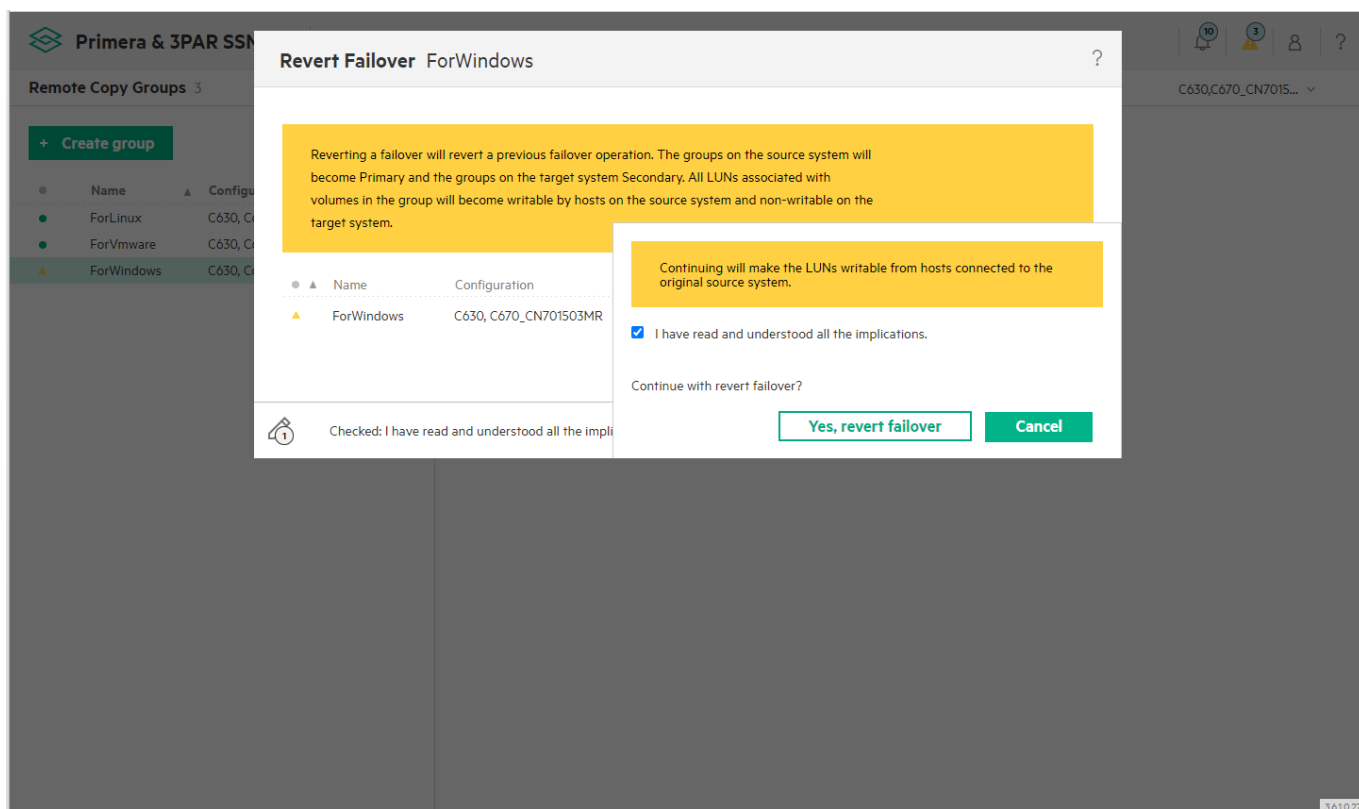 Primera & 3PAR SSM
10
3
?
Remote Copy Groups 3
C630,C670_CN7015...
+ Create group
Name
Configu
ForLinux
C630, Co
ForVmware
C630, Co
ForWindows
C630, Co
Revert Failover ForWindows
?
Reverting a failover will revert a previous failover operation. The groups on the source system will
become Primary and the groups on the target system Secondary. All LUNs associated with
volumes in the group will become writable by hosts on the source system and non-writable on the
target system.
Name
Configuration
ForWindows
C630, C670_CN701503MR
1
Checked: I have read and understood all the impli
Continuing will make the LUNs writable from hosts connected to the
original source system.
I have read and understood all the implications.
Continue with revert failover?
Yes, revert failover
Cancel